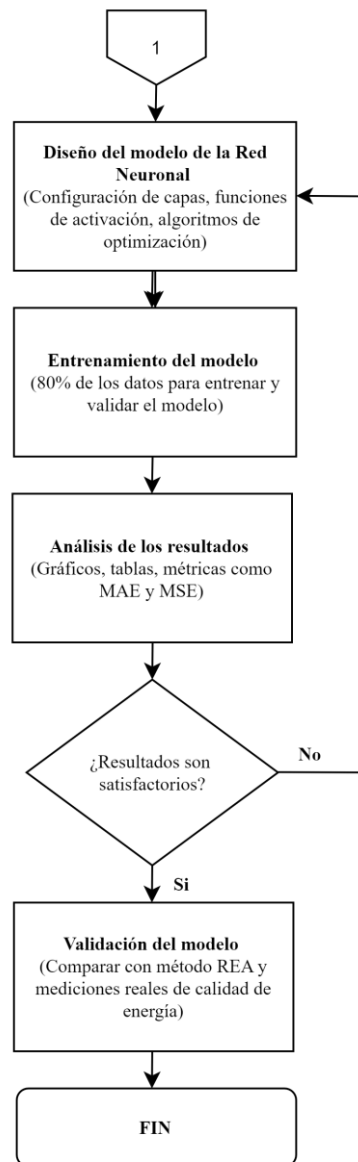 1
Diseño del modelo de la Red
Neuronal
(Configuración de capas, funciones
de activación, algoritmos de
optimización)
Entrenamiento del modelo
(80% de los datos para entrenar y
validar el modelo)
Análisis de los resultados
(Gráficos, tablas, métricas como
MAE y MSE)
¿Resultados son
satisfactorios?
No
Si
Validación del modelo
(Comparar con método REA y
mediciones reales de calidad de
energía)
FIN